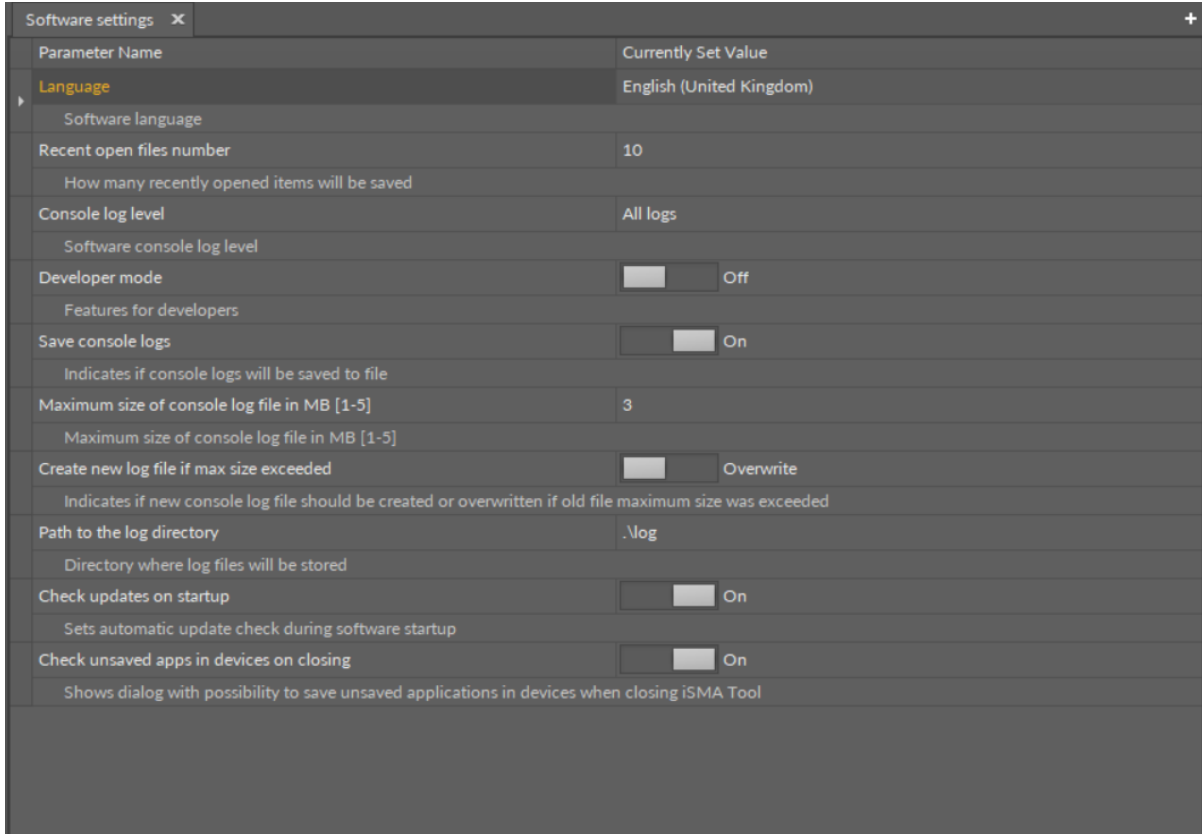 Software settings
Parameter Name Currently Set Value
Language English (United Kingdom)
Software language
Recent open files number 10
How many recently opened items will be saved
Console log level All logs
Software console log level
Developer mode Off
Features for developers
Save console logs On
Indicates if console logs will be saved to file
Maximum size of console log file in MB [1-5] 3
Maximum size of console log file in MB [1-5]
Create new log file if max size exceeded Overwrite
Indicates if new console log file should be created or overwritten if old file maximum size was exceeded
Path to the log directory .\log
Directory where log files will be stored
Check updates on startup On
Sets automatic update check during software startup
Check unsaved apps in devices on closing On
Shows dialog with possibility to save unsaved applications in devices when closing iSMA Tool